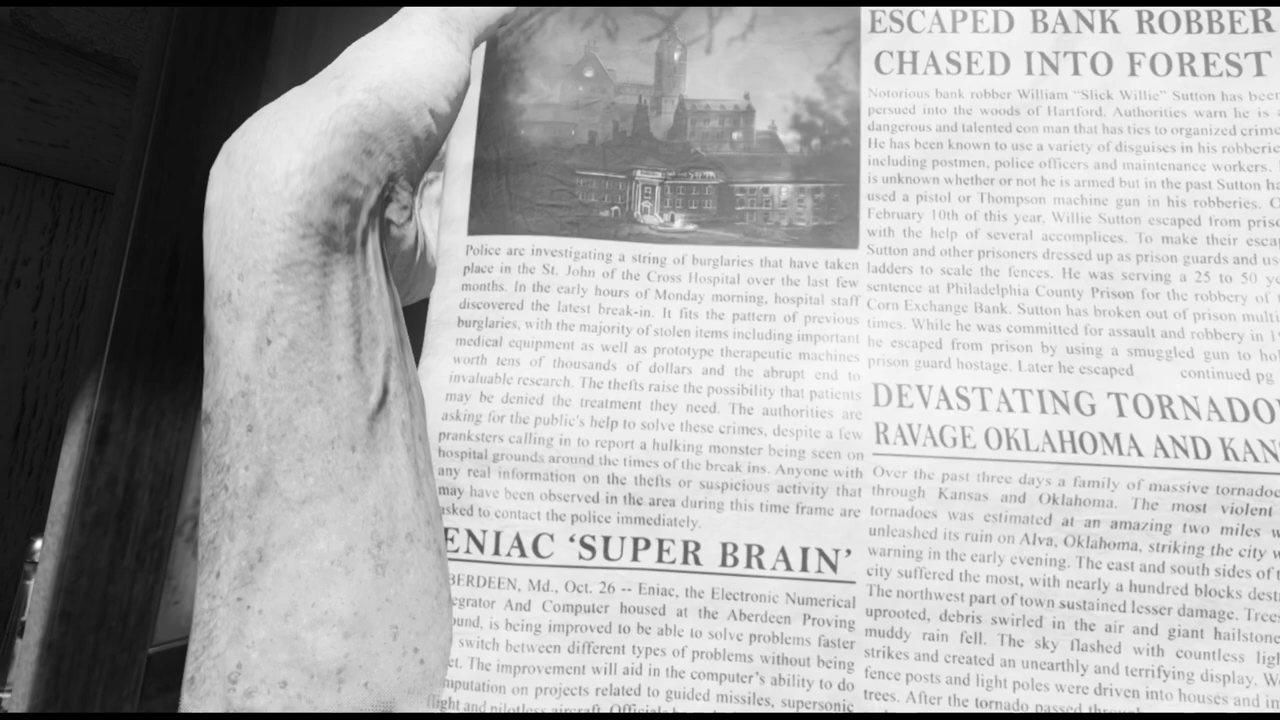 Police are investigating a string of burglaries that have taken
place in the St. John of the Cross Hospital over the last few
months. In the early hours of Monday morning, hospital staff
discovered the latest break-in. It fits the pattern of previous
burglaries, with the majority of stolen items including important
medical equipment as well as prototype therapeutic machines
worth tens of thousands of dollars and the abrupt end to
invaluable research. The thefts raise the possibility that patients
may be denied the treatment they need. The authorities are
asking for the public's help to solve these crimes, despite a few
pranksters calling in to report a hulking monster being seen on
hospital grounds around the times of the break ins. Anyone with
any real information on the thefts or suspicious activity that
may have been observed in the area during this time frame are
asked to contact the police immediately.
ENIAC ‘SUPER BRAIN’
BERDEEN, Md., Oct. 26 -- Eniac, the Electronic Numerical
egrator And Computer housed at the Aberdeen Proving
ound, is being improved to be able to solve problems faster
switch between different types of problems without being
et. The improvement will aid in the computer's ability to do
mputation on projects related to guided missiles, supersonic
flight and pilotless aircraft.
ESCAPED BANK ROBBER
CHASED INTO FOREST
Notorious bank robber William “Slick Willie” Sutton has been
persued into the woods of Hartford. Authorities warn he is
dangerous and talented con man that has ties to organized crime
He has been known to use a variety of disguises in his robberie
including postmen, police officers and maintenance workers.
is unknown whether or not he is armed but in the past Sutton ha
used a pistol or Thompson machine gun in his robberies. O
February 10th of this year, Willie Sutton escaped from priso
with the help of several accomplices. To make their escap
Sutton and other prisoners dressed up as prison guards and us
ladders to scale the fences. He was serving a 25 to 50 ye
sentence at Philadelphia County Prison for the robbery of
Corn Exchange Bank. Sutton has broken out of prison multi
times. While he was committed for assault and robbery in 1
he escaped from prison by using a smuggled gun to hol
prison guard hostage. Later he escaped continued pg
DEVASTATING TORNADO
RAVAGE OKLAHOMA AND KAN
Over the past three days a family of massive tornadoe
through Kansas and Oklahoma. The most violent
tornadoes was estimated at an amazing two miles w
unleashed its ruin on Alva, Oklahoma, striking the city w
warning in the early evening. The east and south sides of t
city suffered the most, with nearly a hundred blocks dest
The northwest part of town sustained lesser damage. Trees
uprooted, debris swirled in the air and giant hailstone
muddy rain fell. The sky flashed with countless ligh
strikes and created an unearthly and terrifying display. W
fence posts and light poles were driven into houses and in
trees. After the tornado passed